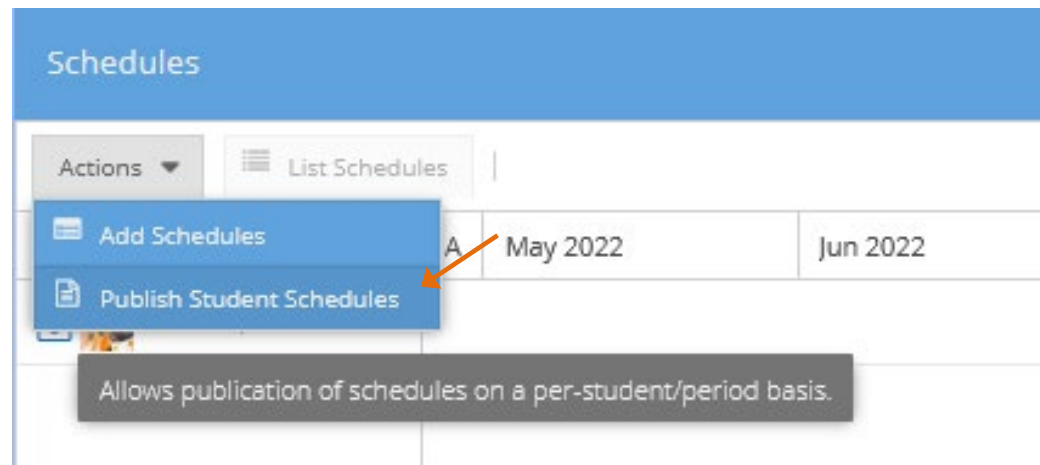 Schedules
Actions List Schedules
Add Schedules
A May 2022 Jun 2022
Publish Student Schedules
Allows publication of schedules on a per-student/period basis.